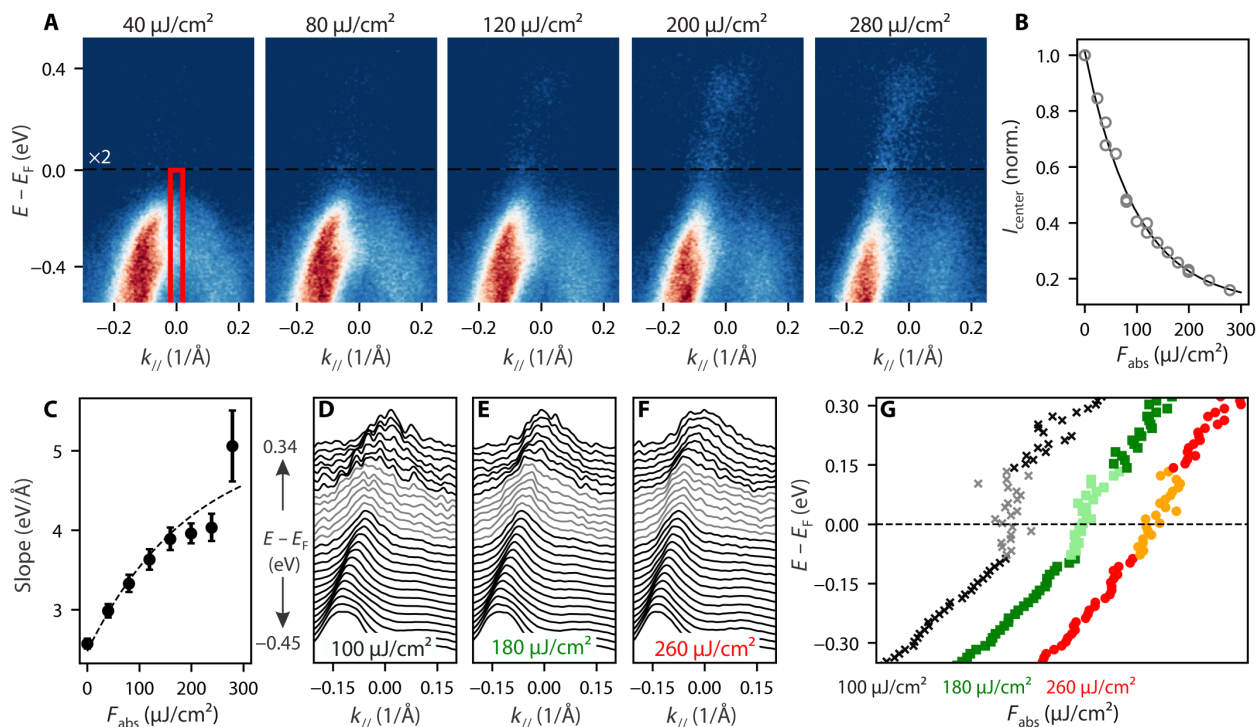 A
40 μJ/cm²
80 μJ/cm²
120 μJ/cm²
200 μJ/cm²
280 μJ/cm²
E − E_F (eV)
0.4
0.0
−0.4
×2
−0.2 0.0 0.2
−0.2 0.0 0.2
−0.2 0.0 0.2
−0.2 0.0 0.2
−0.2 0.0 0.2
k_// (1/Å)
k_// (1/Å)
k_// (1/Å)
k_// (1/Å)
k_// (1/Å)
B
I_center (norm.)
1.0
0.8
0.6
0.4
0.2
0 100 200 300
F_abs (μJ/cm²)
C
Slope (eV/Å)
5
4
3
0 100 200 300
F_abs (μJ/cm²)
0.34
E − E_F
(eV)
−0.45
D
100 μJ/cm²
−0.15 0.00 0.15
k_// (1/Å)
E
180 μJ/cm²
−0.15 0.00 0.15
k_// (1/Å)
F
260 μJ/cm²
−0.15 0.00 0.15
k_// (1/Å)
G
E − E_F (eV)
0.30
0.15
0.00
−0.15
−0.30
100 μJ/cm² 180 μJ/cm² 260 μJ/cm²
F_abs (μJ/cm²)